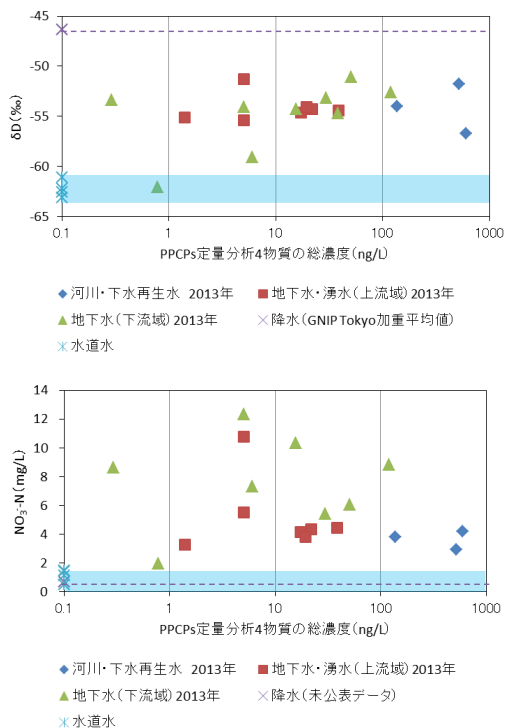 -45
-50
-55
-60
-65
δD(‰)
0.1 1 10 100 1000
PPCPs定量分析4物質の総濃度(ng/L)
河川・下水再生水 2013年 地下水・湧水(上流域)2013年
地下水(下流域)2013年 降水(GNIP Tokyo加重平均値)
水道水
14
12
10
8
6
4
2
0
NO₃⁻-N(mg/L)
0.1 1 10 100 1000
PPCPs定量分析4物質の総濃度(ng/L)
河川・下水再生水 2013年 地下水・湧水(上流域)2013年
地下水(下流域)2013年 降水(未公表データ)
水道水